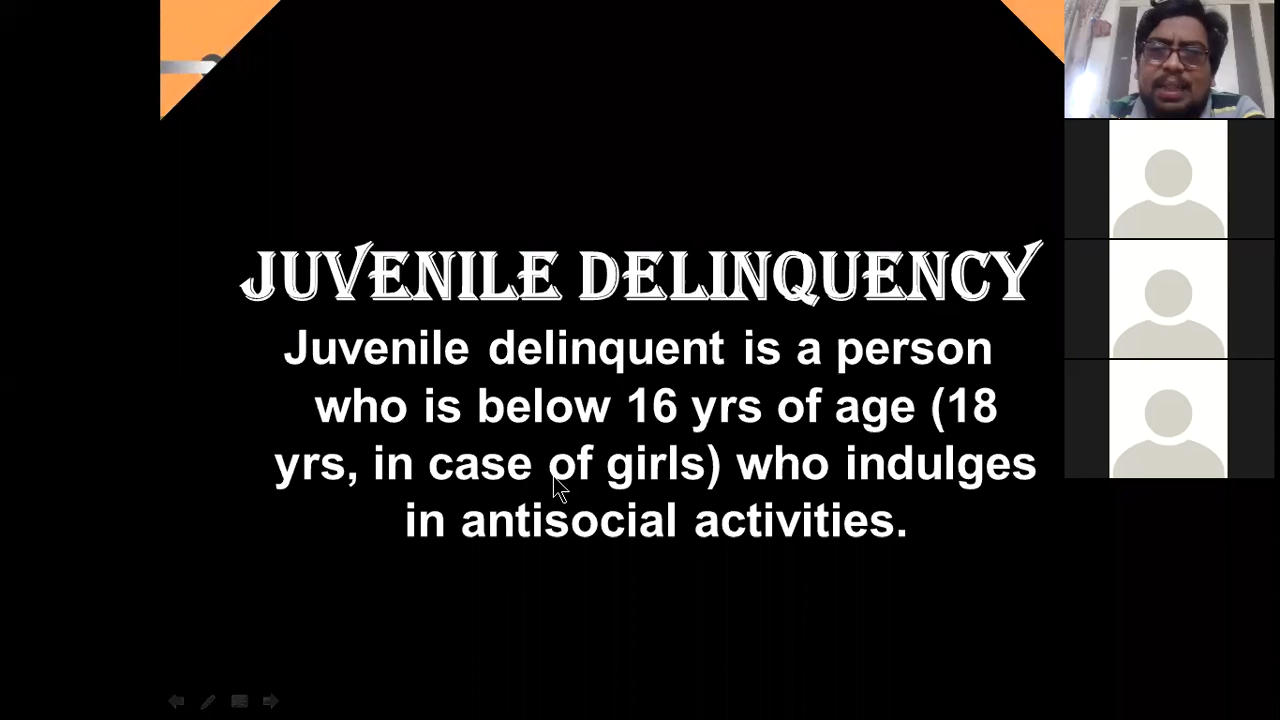 JUVENILE DELINQUENCY
Juvenile delinquent is a person
who is below 16 yrs of age (18
yrs, in case of girls) who indulges
in antisocial activities.